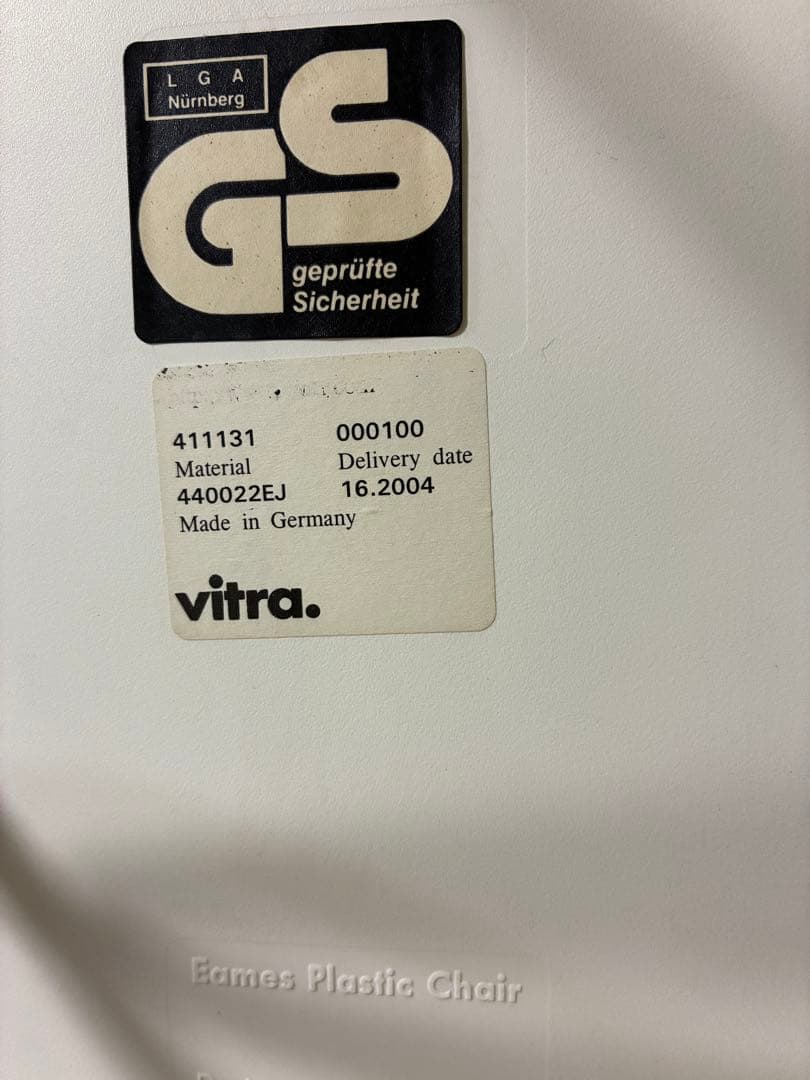 L G A
Nürnberg
GS
geprüfte
Sicherheit
411131 000100
Material Delivery date
440022EJ 16.2004
Made in Germany
vitra.
Eames Plastic Chair